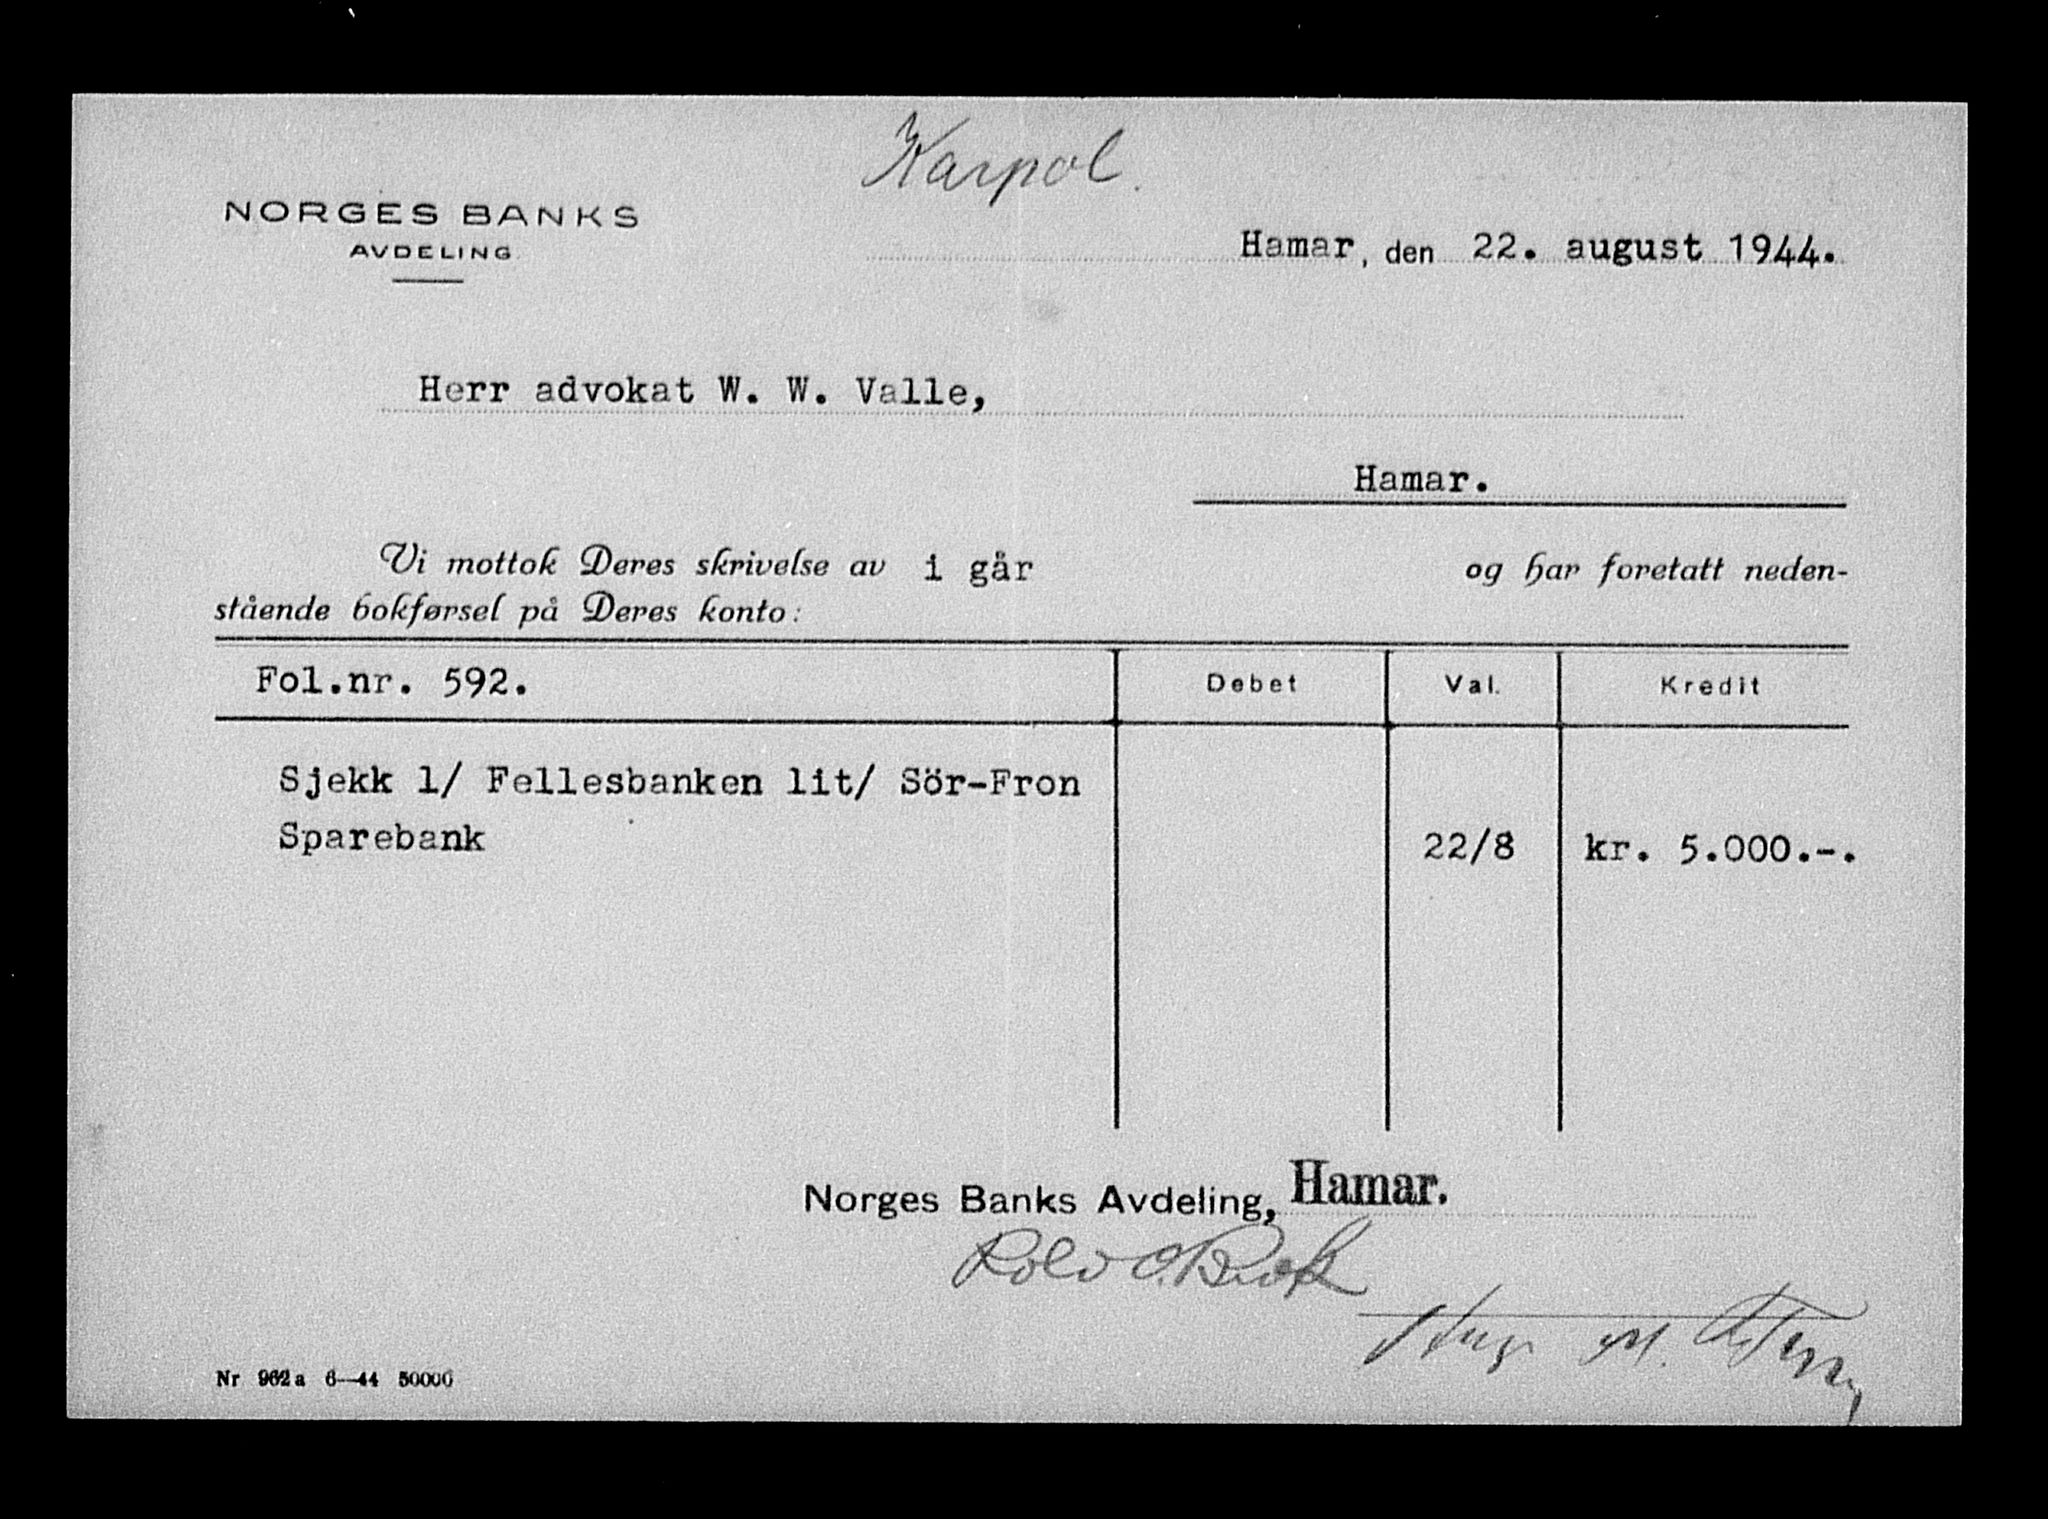 Karpol.
NORGES BANKS
AVDELING
Hamar, den 22. august 1944.
Herr advokat W. W. Valle,
Hamar.
Vi mottok Deres skrivelse av i går og har foretatt neden-
stående bokførsel på Deres konto:
Fol.nr. 592. Debet Val. Kredit
Sjekk l/ Fellesbanken lit/ Sör-Fron
Sparebank 22/8 kr. 5.000.-.
Norges Banks Avdeling, Hamar.
Nr 962a 6—44 50000